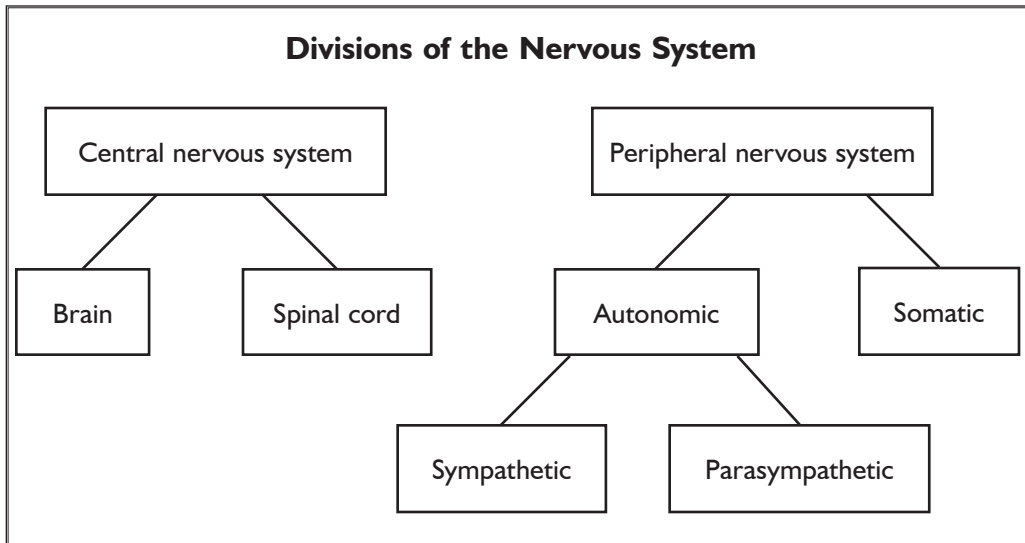 Divisions of the Nervous System
Central nervous system
Peripheral nervous system
Brain
Spinal cord
Autonomic
Somatic
Sympathetic
Parasympathetic